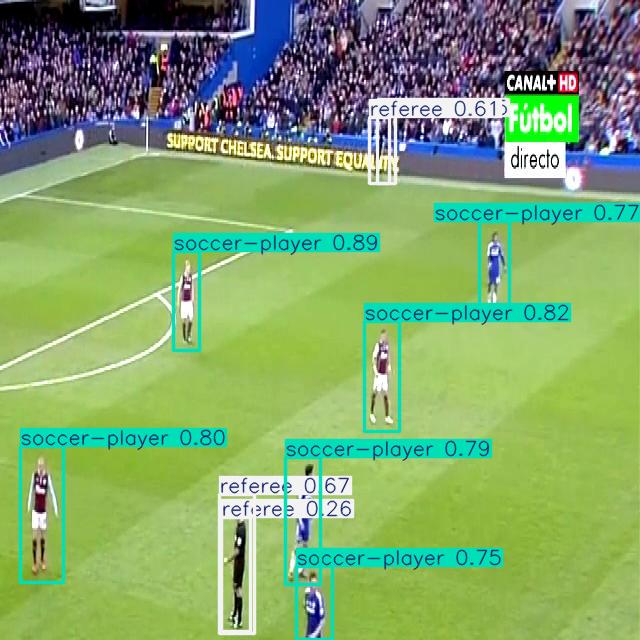 CANAL+ HD
referee 0.61
Fútbol
SUPPORT CHELSEA. SUPPORT EQUALITY
directo
soccer-player 0.77
soccer-player 0.89
soccer-player 0.82
soccer-player 0.80
soccer-player 0.79
referee 0.67
referee 0.26
soccer-player 0.75